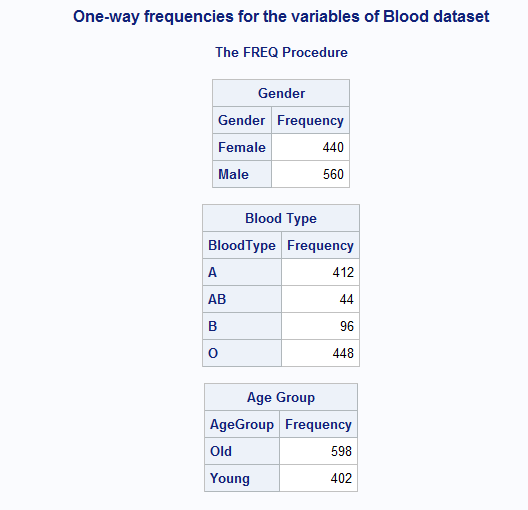 One-way frequencies for the variables of Blood dataset
The FREQ Procedure
Gender
Gender Frequency
Female 440
Male 560
Blood Type
BloodType Frequency
A 412
AB 44
B 96
O 448
Age Group
AgeGroup Frequency
Old 598
Young 402